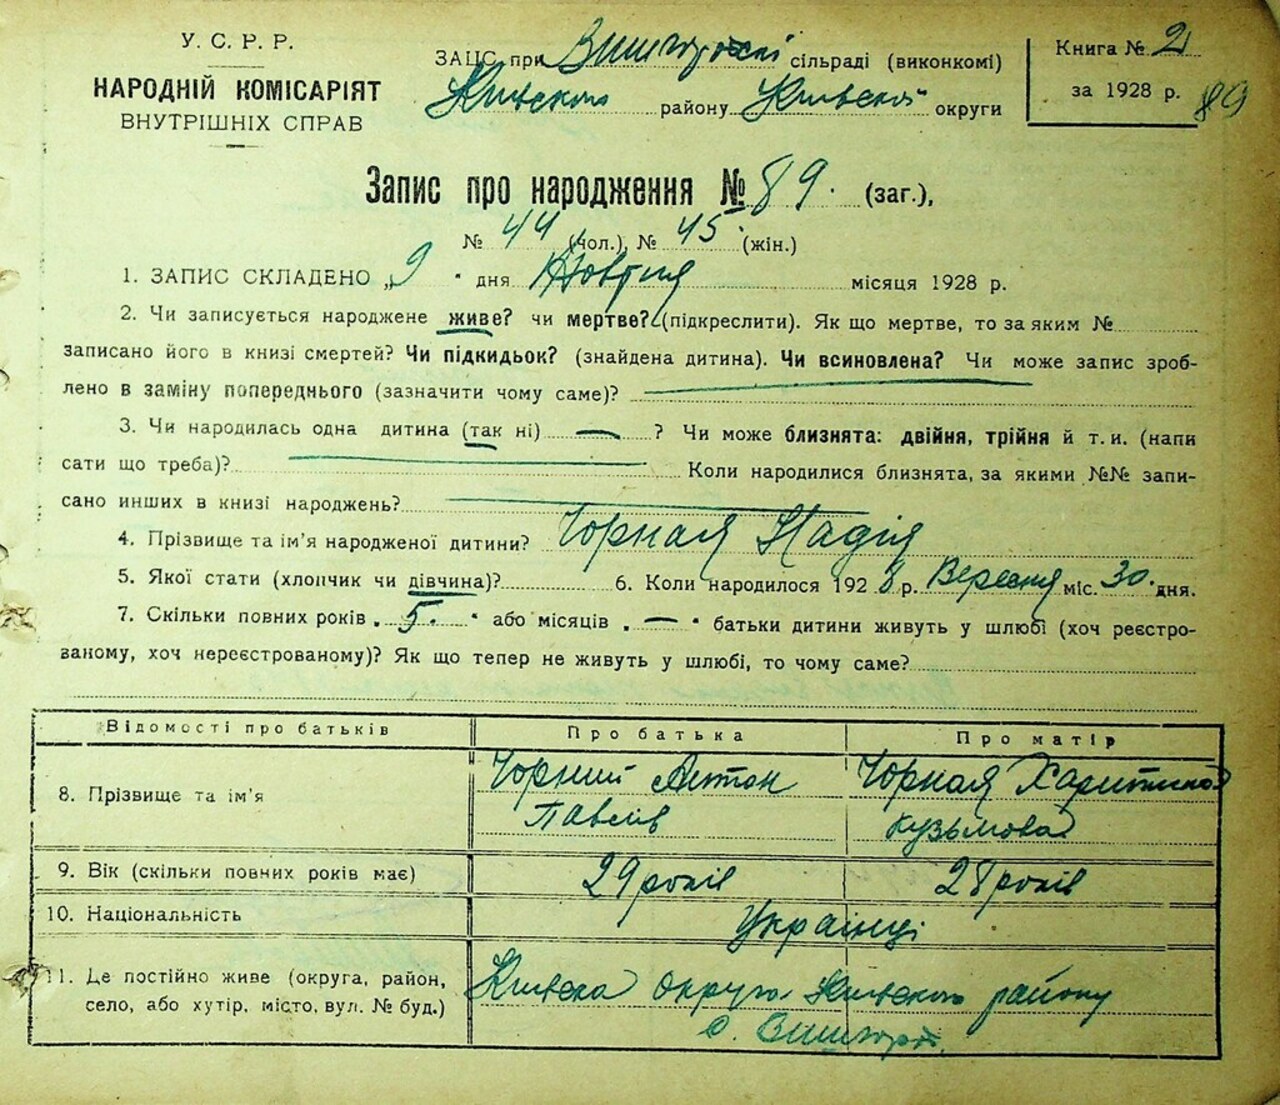 У. С. Р. Р.
НАРОДНІЙ КОМІСАРІЯТ
ВНУТРІШНІХ СПРАВ
ЗАЦС при Вишгородскі сільраді (виконкомі)
Київского району Київскої округи
Книга № 2
за 1928 р.
89
Запис про народження № 89. (заг.),
№ 44 (чол.), № 45 (жін.)
1. ЗАПИС СКЛАДЕНО „9" дня Жовтня місяця 1928 р.
2. Чи записується народжене живе? чи мертве? (підкреслити). Як що мертве, то за яким №
записано його в книзі смертей? Чи підкидьок? (знайдена дитина). Чи всиновлена? Чи може запис зроб-
лено в заміну попереднього (зазначити чому саме)? —
3. Чи народилась одна дитина (так ні) — ? Чи може близнята: двійня, трійня й т. и. (напи
сати що треба)? — Коли народилися близнята, за якими №№ запи-
сано инших в книзі народжень? —
4. Прізвище та ім'я народженої дитини? Чорная Надія
5. Якої стати (хлопчик чи дівчина)? 6. Коли народилося 1928 р. Вересня міс. 30. дня.
7. Скільки повних років „5." або місяців „—" батьки дитини живуть у шлюбі (хоч реєстро-
ваному, хоч нереєстрованому)? Як що тепер не живуть у шлюбі, то чому саме?
Відомості про батьків Про батька Про матір
8. Прізвище та ім'я Чорний Антон Павлів Чорная Харитина Кузьмова
9. Вік (скільки повних років має) 29 років 28 років
10. Національність Українці
11. Де постійно живе (округа, район, Київска округа Київского району
село, або хутір, місто, вул. № буд.) с. Вишгород.